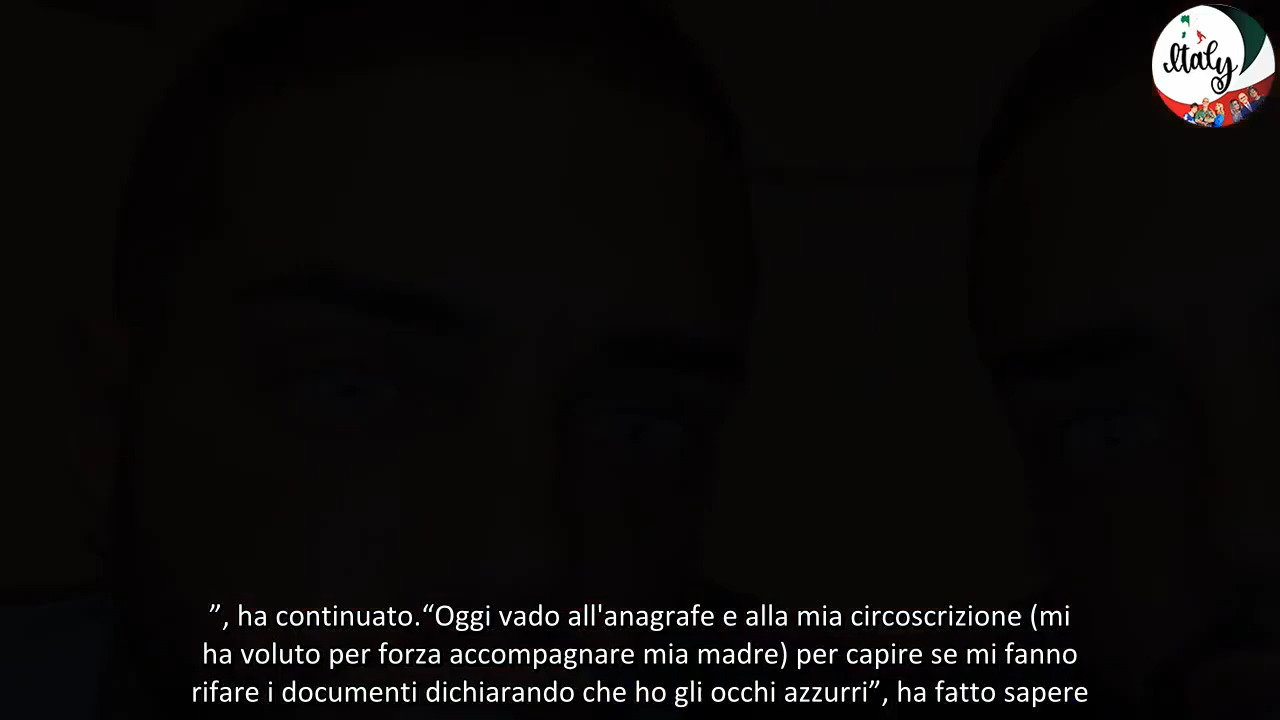 Italy
”, ha continuato.“Oggi vado all'anagrafe e alla mia circoscrizione (mi
ha voluto per forza accompagnare mia madre) per capire se mi fanno
rifare i documenti dichiarando che ho gli occhi azzurri”, ha fatto sapere